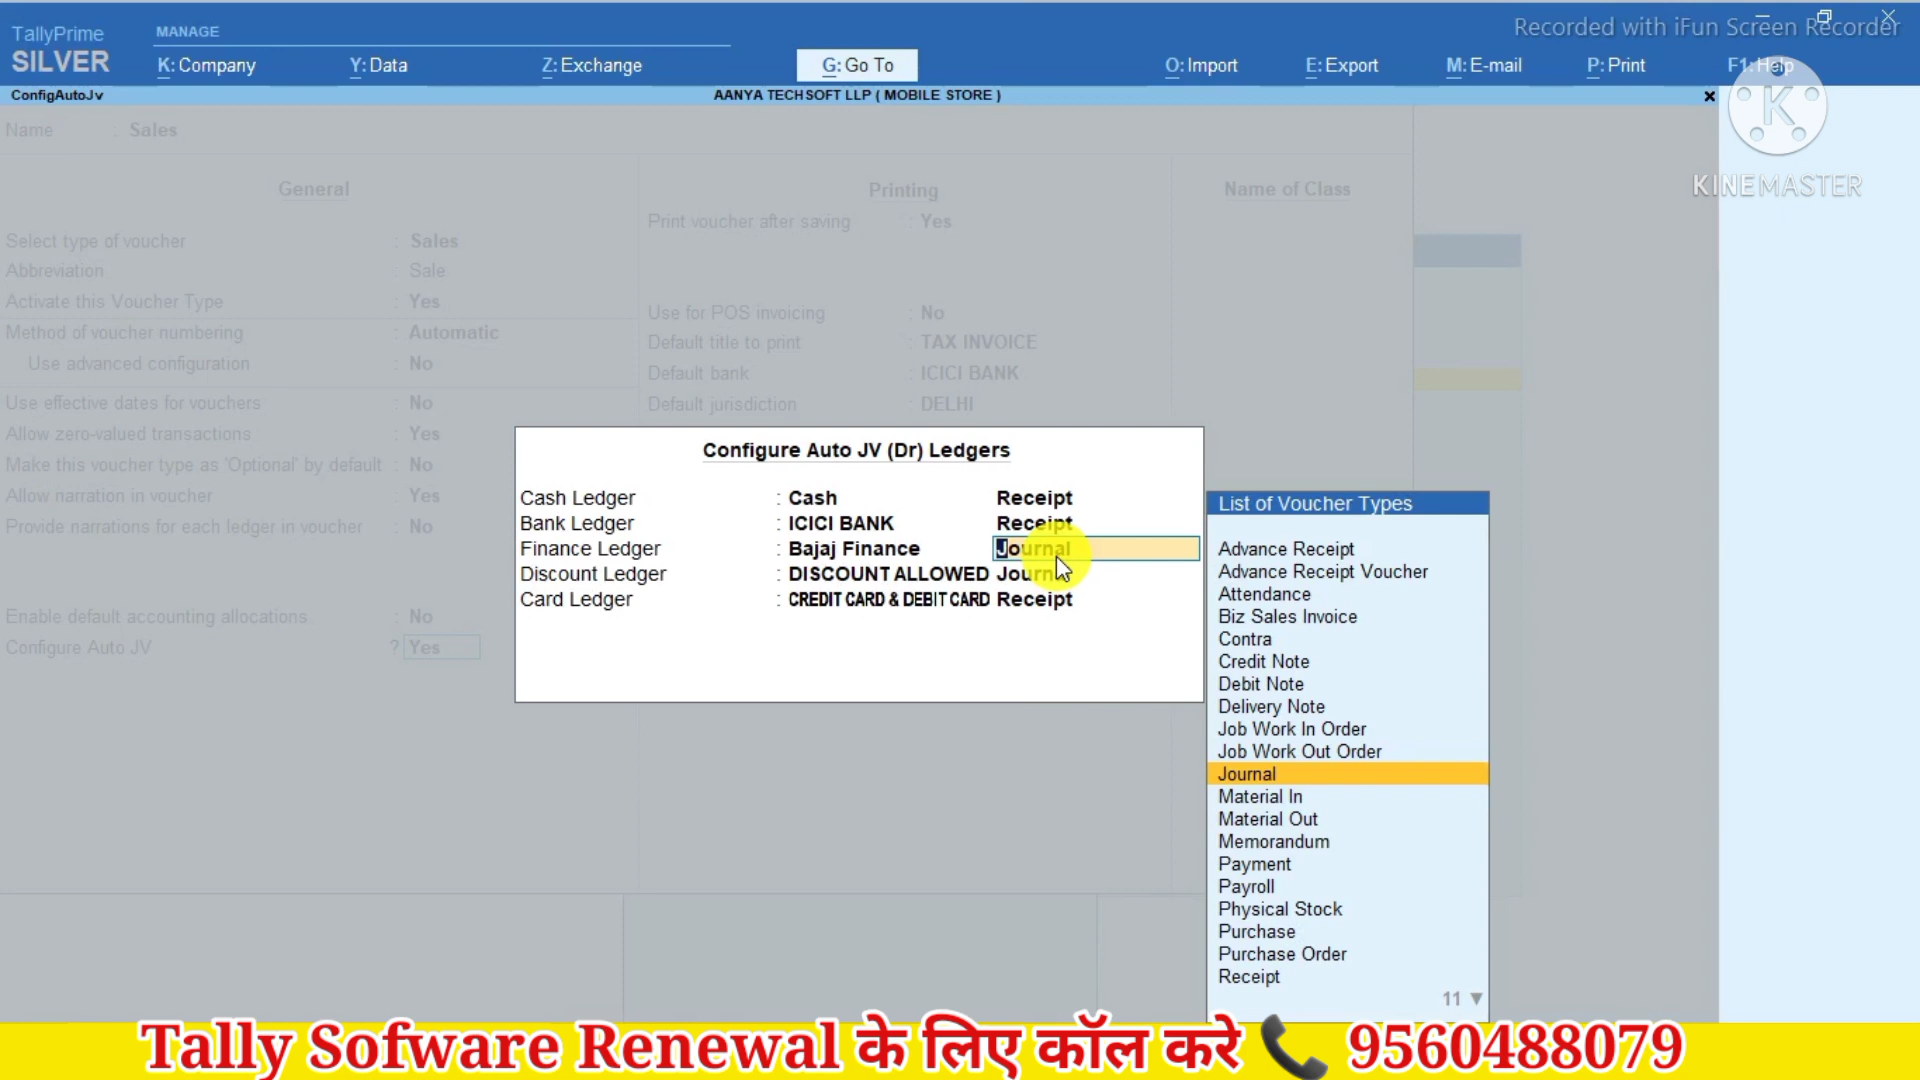 TallyPrime
SILVER
MANAGE
K: Company
Y: Data
Z: Exchange
G: Go To
O: Import
E: Export
M: E-mail
P: Print
F1: Help
Recorded with iFun Screen Recorder
KINEMASTER
ConfigAutoJv
AANYA TECHSOFT LLP ( MOBILE STORE )
Name : Sales
General
Select type of voucher : Sales
Abbreviation : Sale
Activate this Voucher Type : Yes
Method of voucher numbering : Automatic
Use advanced configuration : No
Use effective dates for vouchers : No
Allow zero-valued transactions : Yes
Make this voucher type as 'Optional' by default : No
Allow narration in voucher : Yes
Provide narrations for each ledger in voucher : No
Enable default accounting allocations : No
Configure Auto JV ? Yes
Printing
Print voucher after saving : Yes
Use for POS invoicing : No
Default title to print : TAX INVOICE
Default bank : ICICI BANK
Default jurisdiction : DELHI
Name of Class
Configure Auto JV (Dr) Ledgers
Cash Ledger : Cash Receipt
Bank Ledger : ICICI BANK Receipt
Finance Ledger : Bajaj Finance Journal
Discount Ledger : DISCOUNT ALLOWED Journal
Card Ledger : CREDIT CARD & DEBIT CARD Receipt
List of Voucher Types
Advance Receipt
Advance Receipt Voucher
Attendance
Biz Sales Invoice
Contra
Credit Note
Debit Note
Delivery Note
Job Work In Order
Job Work Out Order
Journal
Material In
Material Out
Memorandum
Payment
Payroll
Physical Stock
Purchase
Purchase Order
Receipt
11 ▼
Tally Sofware Renewal के लिए कॉल करे 9560488079